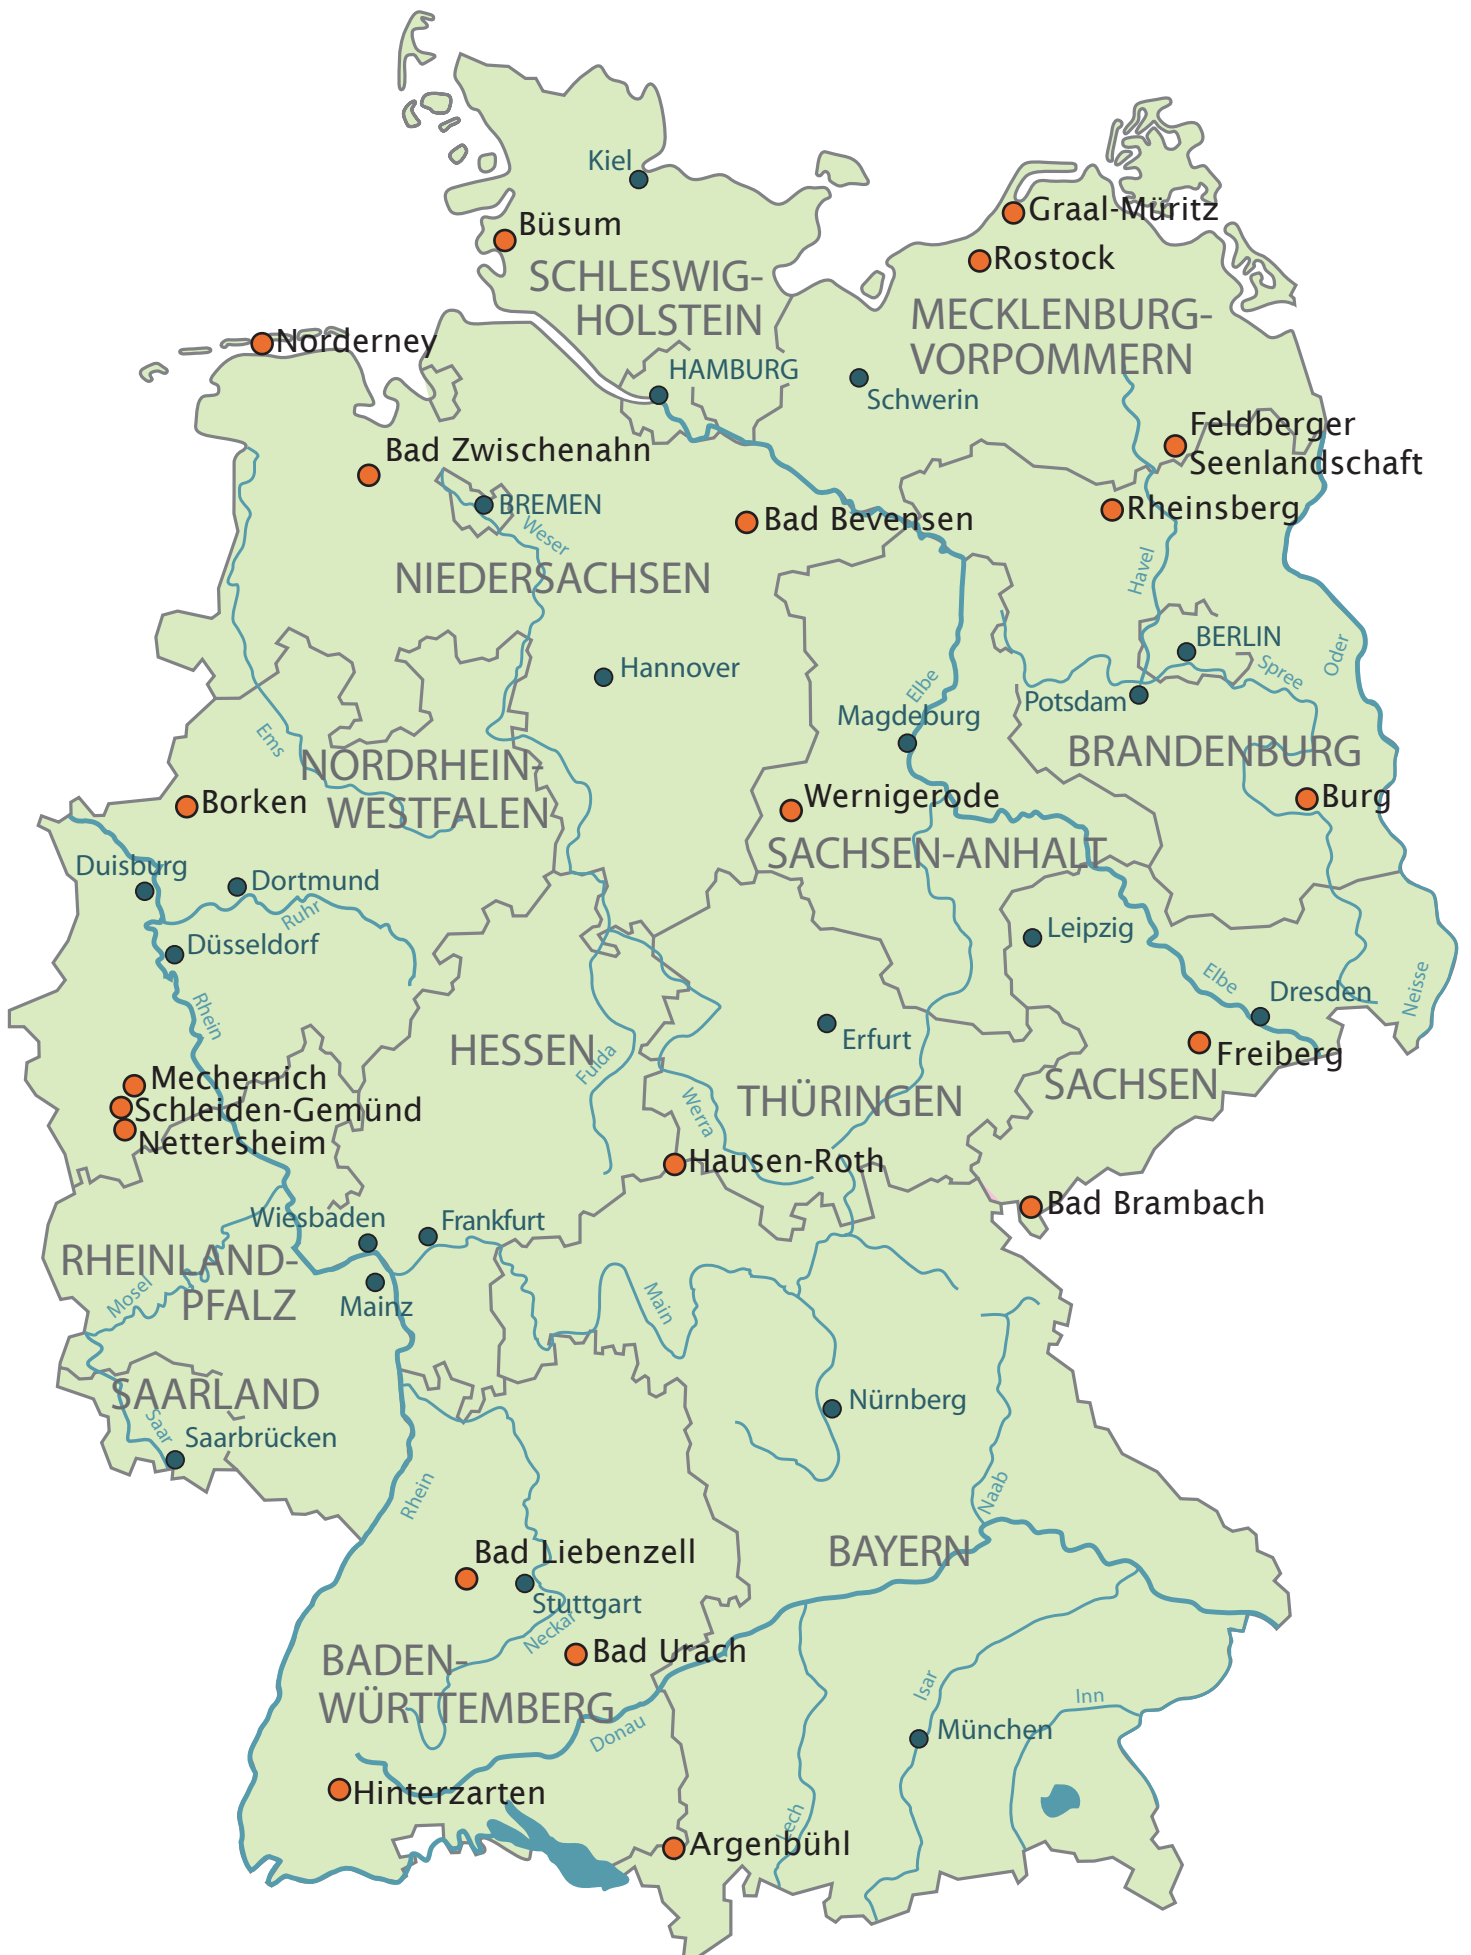 Kiel
Graal-Müritz
Büsum
Rostock
SCHLESWIG-
HOLSTEIN
MECKLENBURG-
VORPOMMERN
Norderney
HAMBURG
Schwerin
Feldberger
Seenlandschaft
Bad Zwischenahn
BREMEN
Weser
Bad Bevensen
Rheinsberg
Havel
NIEDERSACHSEN
BERLIN
Spree
Oder
Hannover
Elbe
Potsdam
Magdeburg
Ems
BRANDENBURG
NORDRHEIN-
WESTFALEN
Borken
Wernigerode
Burg
SACHSEN-ANHALT
Duisburg
Dortmund
Ruhr
Leipzig
Düsseldorf
Elbe
Neisse
Dresden
Rhein
Erfurt
HESSEN
Fulda
Freiberg
SACHSEN
Mechernich
Schleiden-Gemünd
Nettersheim
THÜRINGEN
Werra
Hausen-Roth
Bad Brambach
Wiesbaden
Frankfurt
RHEINLAND-
PFALZ
Mosel
Mainz
Main
SAARLAND
Nürnberg
Saar
Saarbrücken
Rhein
Naab
Bad Liebenzell
BAYERN
Stuttgart
Neckar
Bad Urach
BADEN-
WÜRTTEMBERG
Donau
Isar
Inn
München
Hinterzarten
Lech
Argenbühl